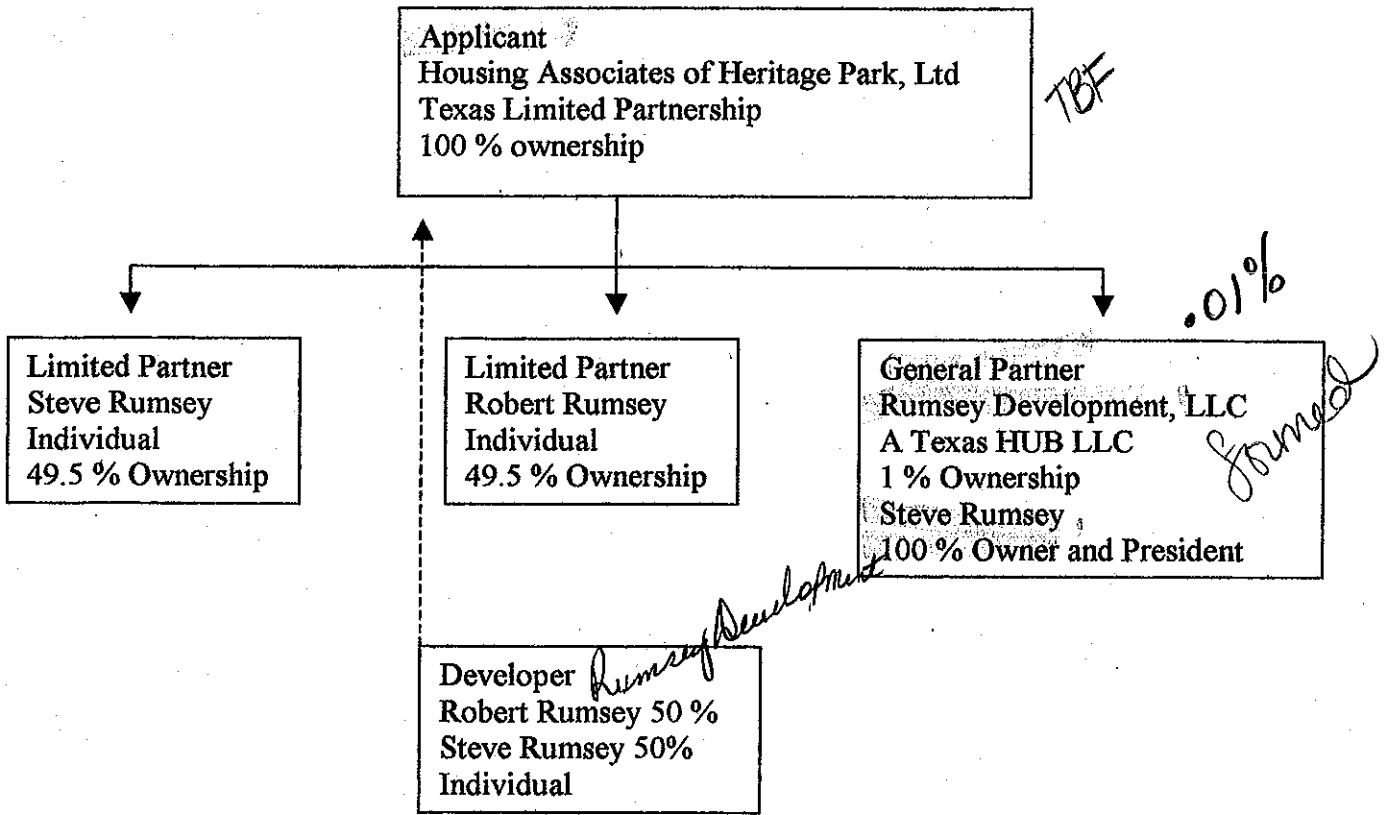 Applicant
Housing Associates of Heritage Park, Ltd
Texas Limited Partnership
100 % ownership
TBF
Limited Partner
Steve Rumsey
Individual
49.5 % Ownership
Limited Partner
Robert Rumsey
Individual
49.5 % Ownership
.01%
General Partner
Rumsey Development, LLC
A Texas HUB LLC
1 % Ownership
Steve Rumsey
100 % Owner and President
formed
Developer
Robert Rumsey 50 %
Steve Rumsey 50%
Individual
Rumsey Development